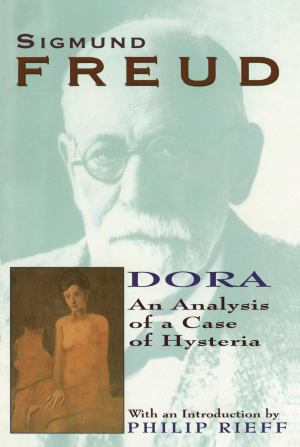 SIGMUND
FREUD
DORA
An Analysis
of a Case
of Hysteria
With an Introduction by
PHILIP RIEFF